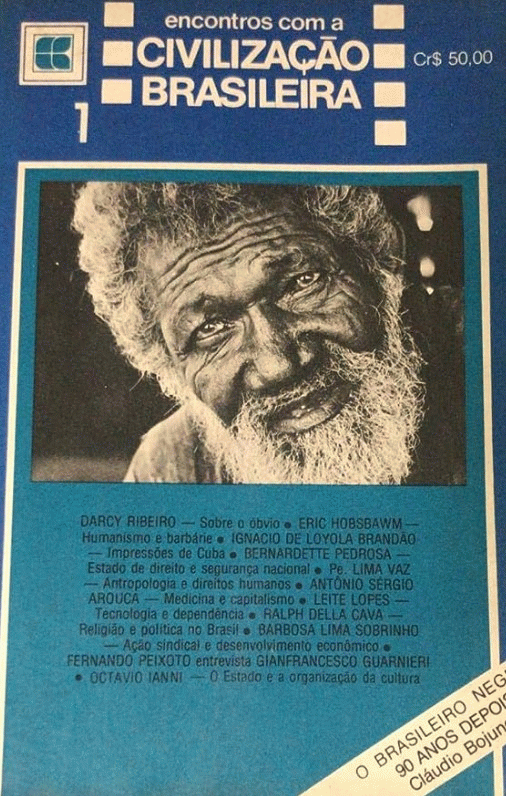 encontros com a
CIVILIZAÇÃO
BRASILEIRA
Cr$ 50,00
1
DARCY RIBEIRO — Sobre o óbvio • ERIC HOBSBAWM —
Humanismo e barbárie • IGNACIO DE LOYOLA BRANDÃO
— Impressões de Cuba • BERNARDETTE PEDROSA —
Estado de direito e segurança nacional • Pe. LIMA VAZ
— Antropologia e direitos humanos • ANTÔNIO SÉRGIO
AROUCA — Medicina e capitalismo • LEITE LOPES —
Tecnologia e dependência • RALPH DELLA CAVA —
Religião e política no Brasil • BARBOSA LIMA SOBRINHO
— Ação sindical e desenvolvimento econômico •
FERNANDO PEIXOTO entrevista GIANFRANCESCO GUARNIERI
• OCTAVIO IANNI — O Estado e a organização da cultura
O BRASILEIRO NEG
90 ANOS DEPOIS
Cláudio Bojung